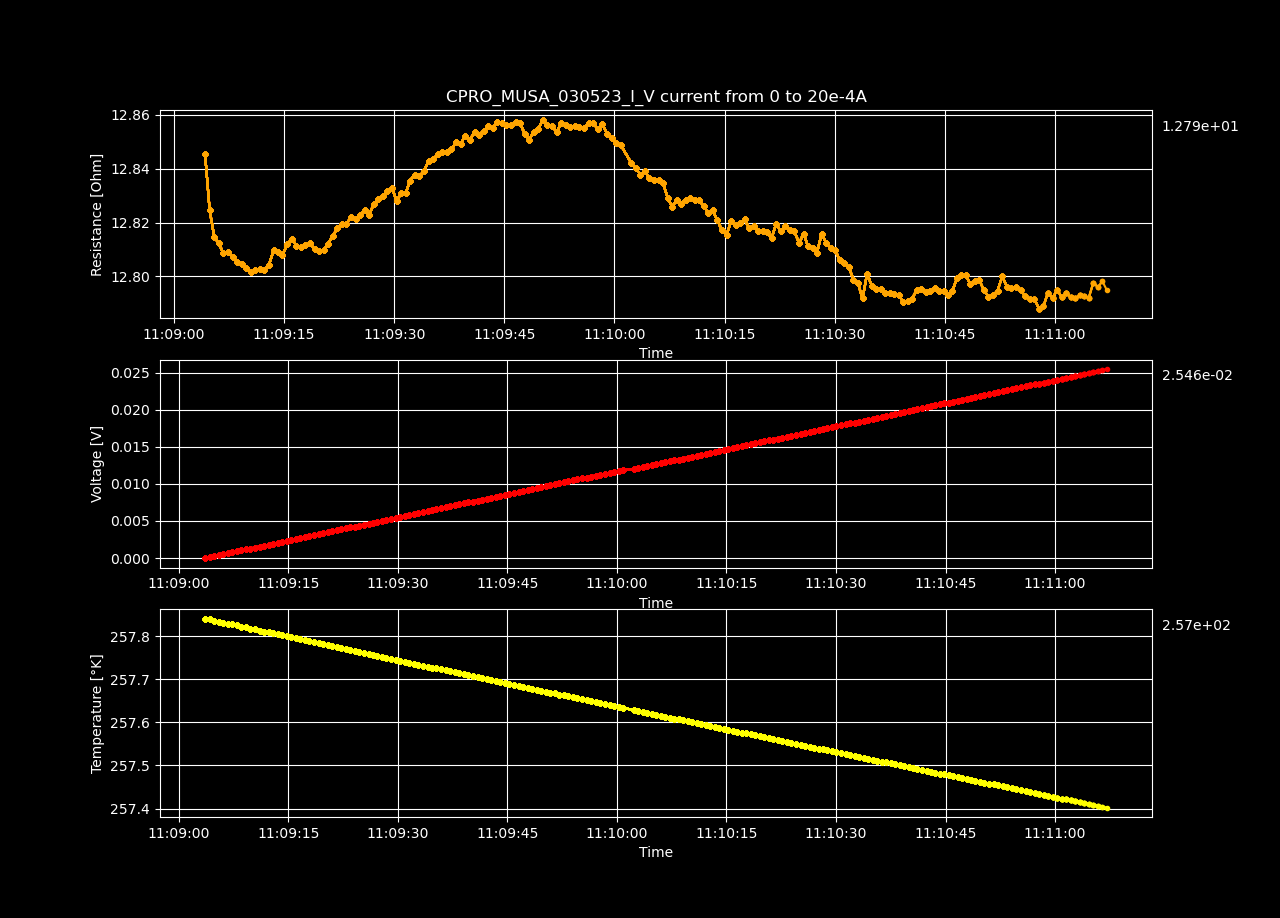 CPRO_MUSA_030523_I_V current from 0 to 20e-4A
12.86
12.84
12.82
12.80
Resistance [Ohm]
1.279e+01
11:09:00 11:09:15 11:09:30 11:09:45 11:10:00 11:10:15 11:10:30 11:10:45 11:11:00
Time
0.025
0.020
0.015
0.010
0.005
0.000
Voltage [V]
2.546e-02
11:09:00 11:09:15 11:09:30 11:09:45 11:10:00 11:10:15 11:10:30 11:10:45 11:11:00
Time
257.8
257.7
257.6
257.5
257.4
Temperature [°K]
2.57e+02
11:09:00 11:09:15 11:09:30 11:09:45 11:10:00 11:10:15 11:10:30 11:10:45 11:11:00
Time